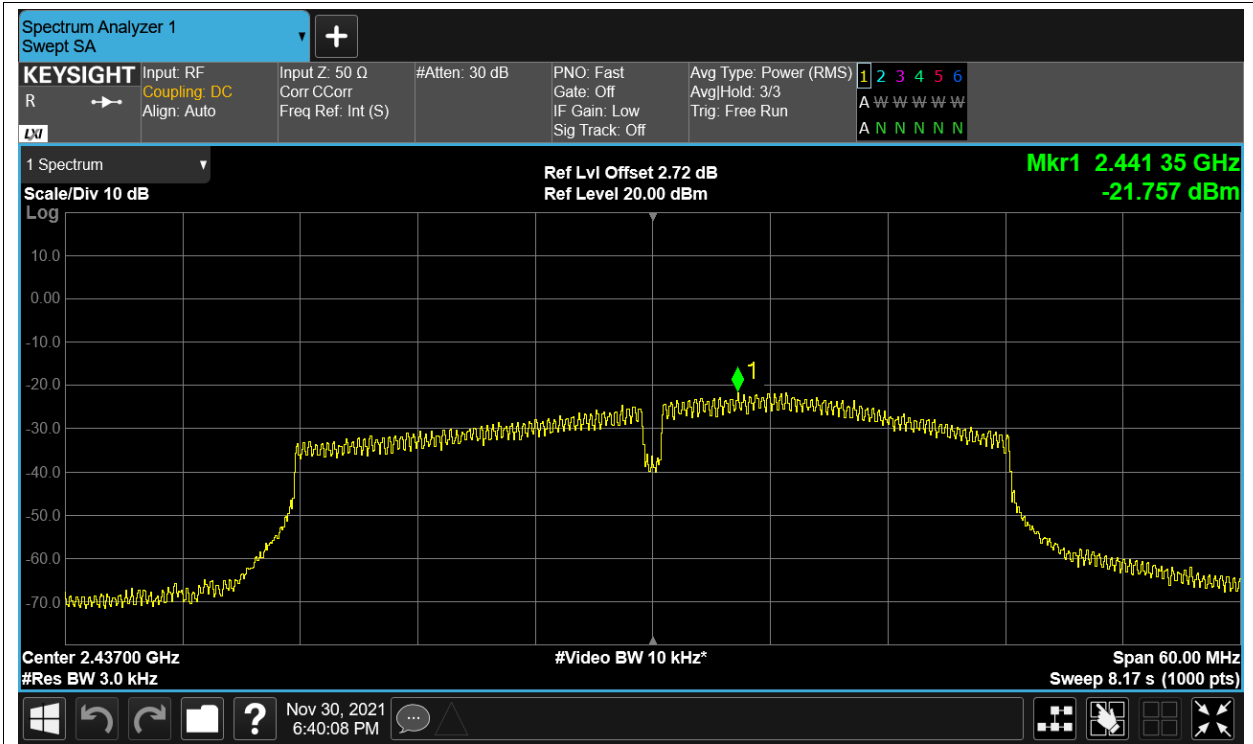 Spectrum Analyzer 1
Swept SA
KEYSIGHT
R
LXI
Input: RF
Coupling: DC
Align: Auto
Input Z: 50 Ω
Corr CCorr
Freq Ref: Int (S)
#Atten: 30 dB
PNO: Fast
Gate: Off
IF Gain: Low
Sig Track: Off
Avg Type: Power (RMS)
Avg|Hold: 3/3
Trig: Free Run
1 2 3 4 5 6
A W W W W W
A N N N N N
1 Spectrum
Scale/Div 10 dB
Log
Ref Lvl Offset 2.72 dB
Ref Level 20.00 dBm
Mkr1 2.441 35 GHz
-21.757 dBm
10.0
0.00
-10.0
-20.0
-30.0
-40.0
-50.0
-60.0
-70.0
1
Center 2.43700 GHz
#Res BW 3.0 kHz
#Video BW 10 kHz*
Span 60.00 MHz
Sweep 8.17 s (1000 pts)
?
Nov 30, 2021
6:40:08 PM